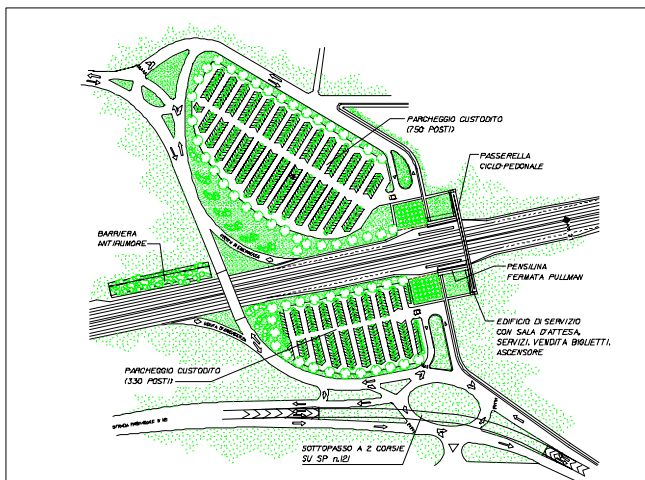 PARCHEGGIO CUSTODITO
(750 POSTI)
PASSERELLA
CICLO-PEDONALE
BARRIERA
ANTIRUMORE
PENSILINA
FERMATA PULLMAN
EDIFICIO DI SERVIZIO
CON SALA D'ATTESA,
SERVIZI, VENDITA BIGLIETTI,
ASCENSORE
PARCHEGGIO CUSTODITO
(330 POSTI)
SOTTOPASSO A 2 CORSIE
SU SP n.121